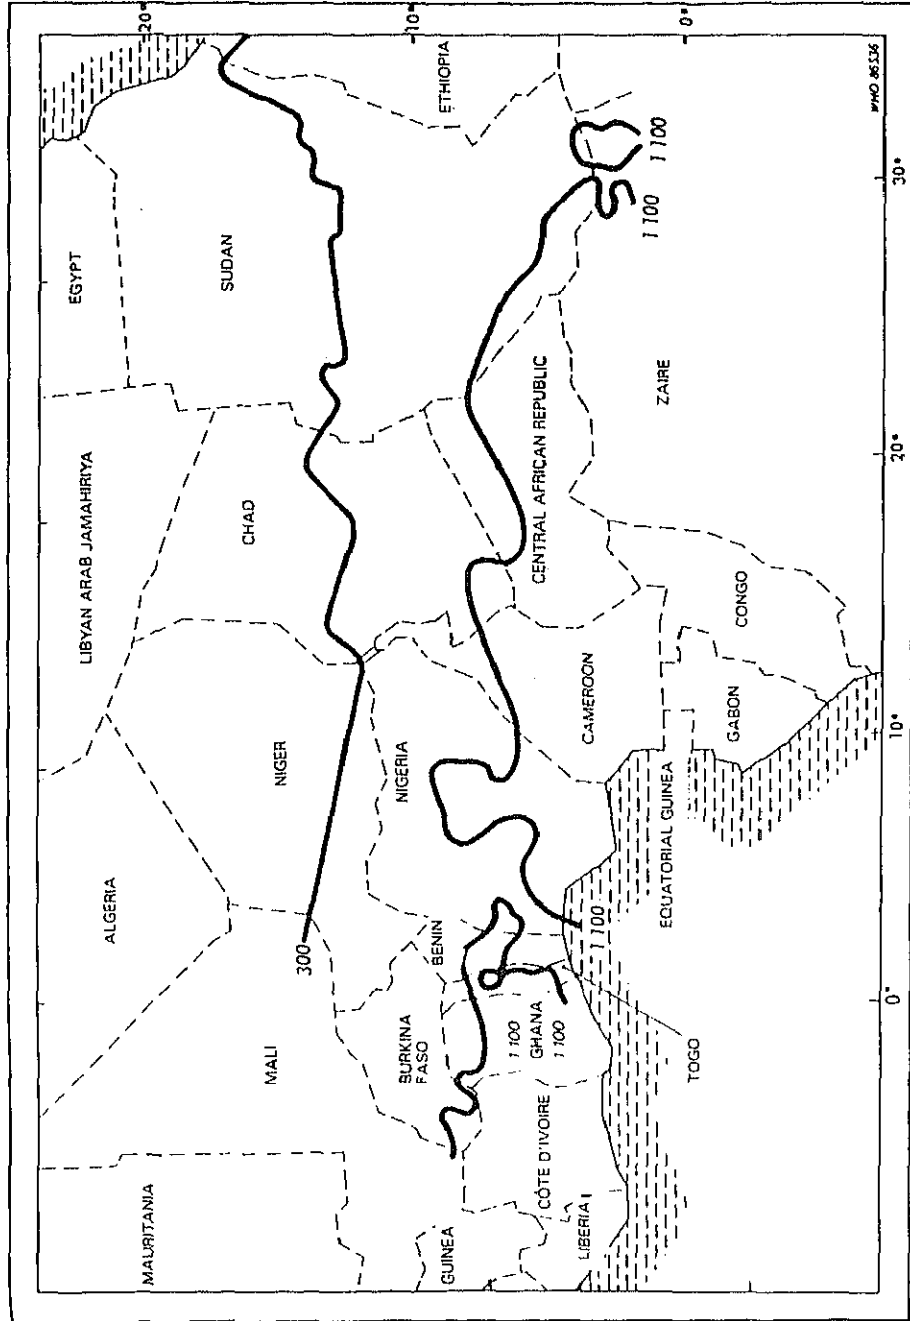 MAURITANIA
ALGERIA
LIBYAN ARAB JAMAHIRIYA
EGYPT
20°
MALI
300
NIGER
CHAD
SUDAN
BURKINA
FASO
BENIN
NIGERIA
ETHIOPIA
10°
GUINEA
CÔTE D'IVOIRE
LIBERIA
1 100
GHANA
1 100
1 100
CAMEROON
CENTRAL AFRICAN REPUBLIC
1 100
1 100
TOGO
EQUATORIAL GUINEA
GABON
CONGO
ZAIRE
0°
0°
10°
20°
30°
WHO 86536